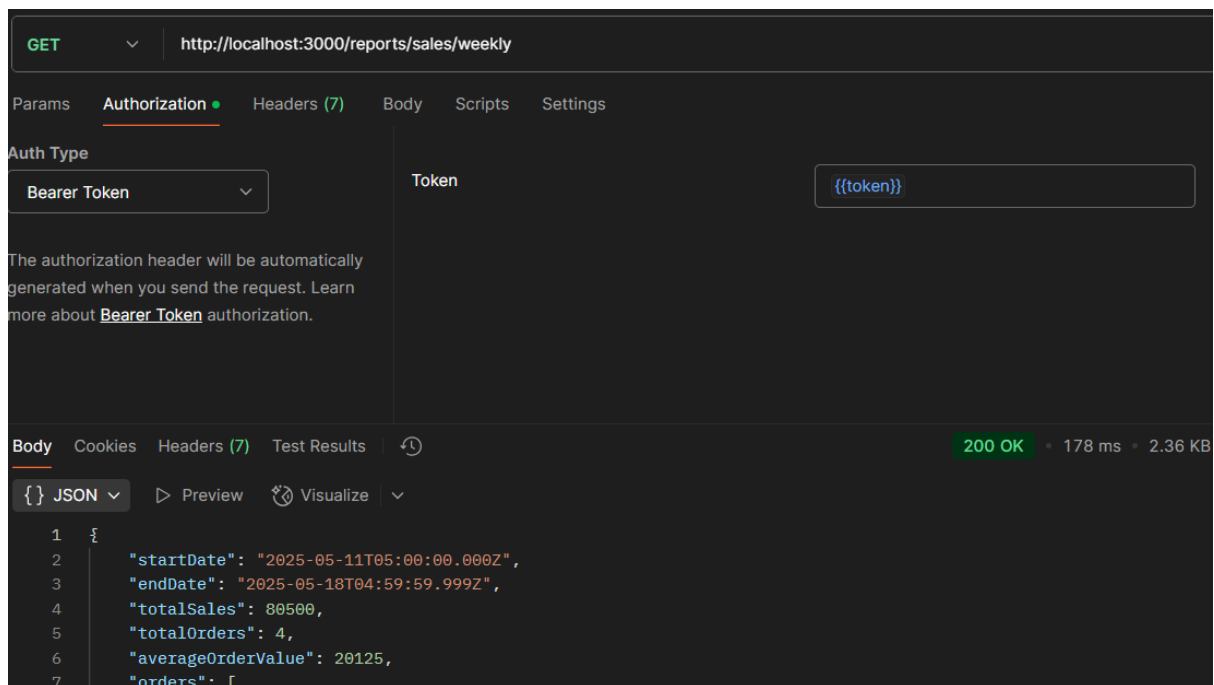 GET http://localhost:3000/reports/sales/weekly
Params Authorization Headers (7) Body Scripts Settings
Auth Type
Bearer Token
Token {{token}}
The authorization header will be automatically
generated when you send the request. Learn
more about Bearer Token authorization.
Body Cookies Headers (7) Test Results 200 OK • 178 ms • 2.36 KB
{} JSON Preview Visualize
1 {
2 "startDate": "2025-05-11T05:00:00.000Z",
3 "endDate": "2025-05-18T04:59:59.999Z",
4 "totalSales": 80500,
5 "totalOrders": 4,
6 "averageOrderValue": 20125,
7 "orders": [